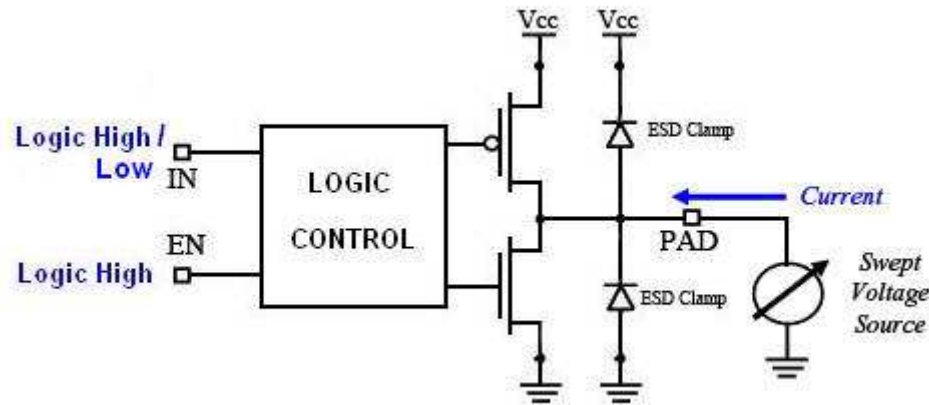 Vcc
Vcc
ESD Clamp
Logic High /
Low
IN
LOGIC
CONTROL
Current
EN
PAD
Logic High
ESD Clamp
Swept
Voltage
Source